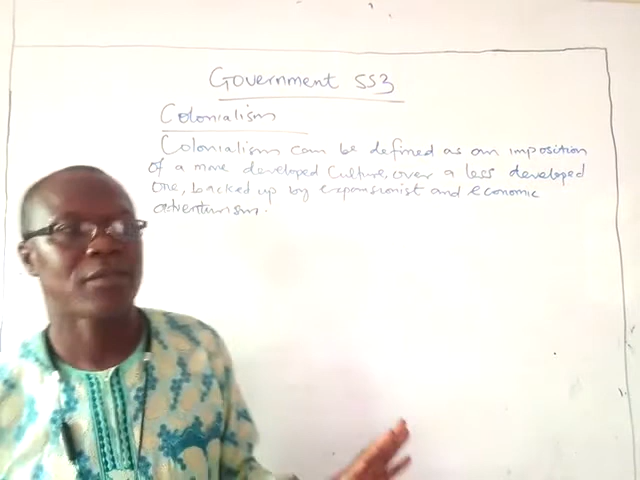 Government SS3
Colonialism
Colonialism can be defined as an imposition
of a more developed Culture, over a less developed
one, backed up by expansionist and economic
adventurism.